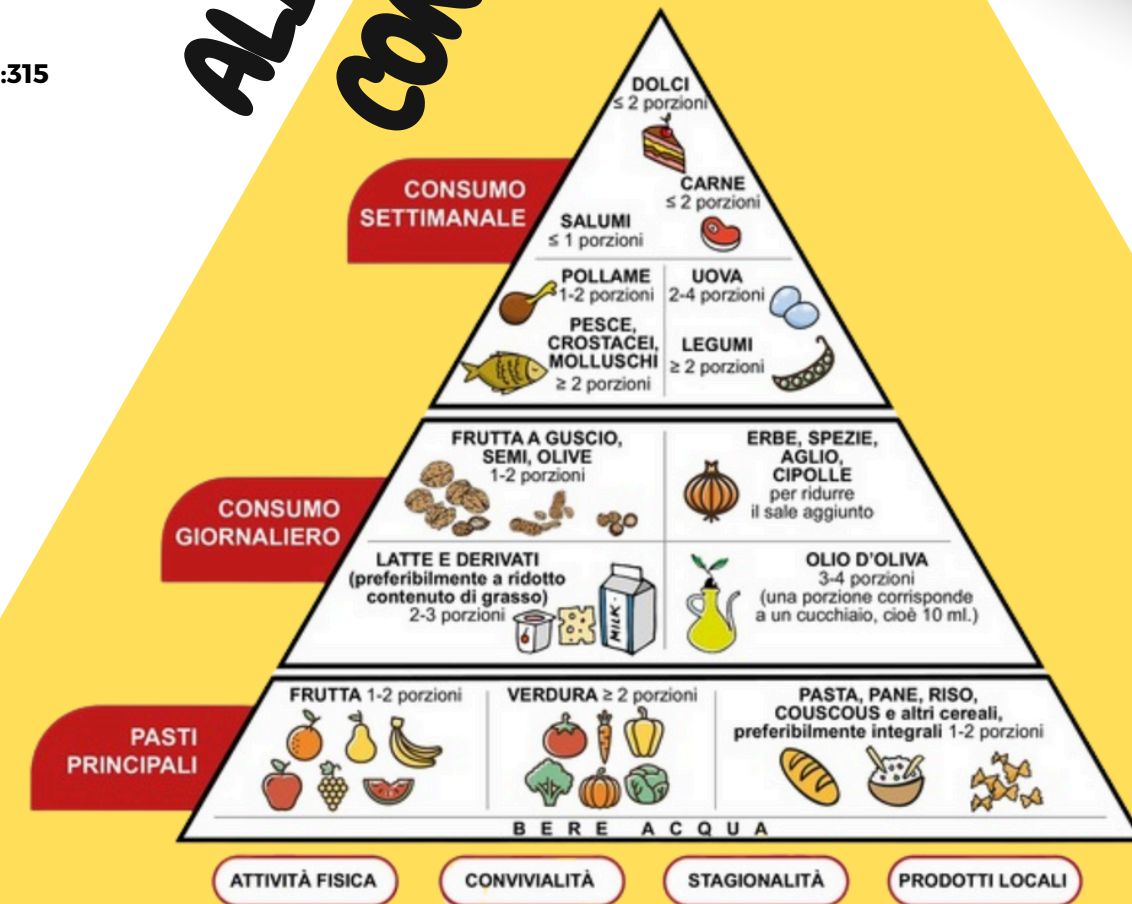 :315
DOLCI
≤ 2 porzioni
CONSUMO
SETTIMANALE
CARNE
≤ 2 porzioni
SALUMI
≤ 1 porzioni
POLLAME
1-2 porzioni
UOVA
2-4 porzioni
PESCE,
CROSTACEI,
MOLLUSCHI
≥ 2 porzioni
LEGUMI
≥ 2 porzioni
CONSUMO
GIORNALIERO
FRUTTA A GUSCIO,
SEMI, OLIVE
1-2 porzioni
ERBE, SPEZIE,
AGLIO,
CIPOLLE
per ridurre
il sale aggiunto
LATTE E DERIVATI
(preferibilmente a ridotto
contenuto di grasso)
2-3 porzioni
MILK
OLIO D'OLIVA
3-4 porzioni
(una porzione corrisponde
a un cucchiaio, cioè 10 ml.)
PASTI
PRINCIPALI
FRUTTA 1-2 porzioni
VERDURA ≥ 2 porzioni
PASTA, PANE, RISO,
COUSCOUS e altri cereali,
preferibilmente integrali 1-2 porzioni
BERE ACQUA
ATTIVITÀ FISICA
CONVIVIALITÀ
STAGIONALITÀ
PRODOTTI LOCALI